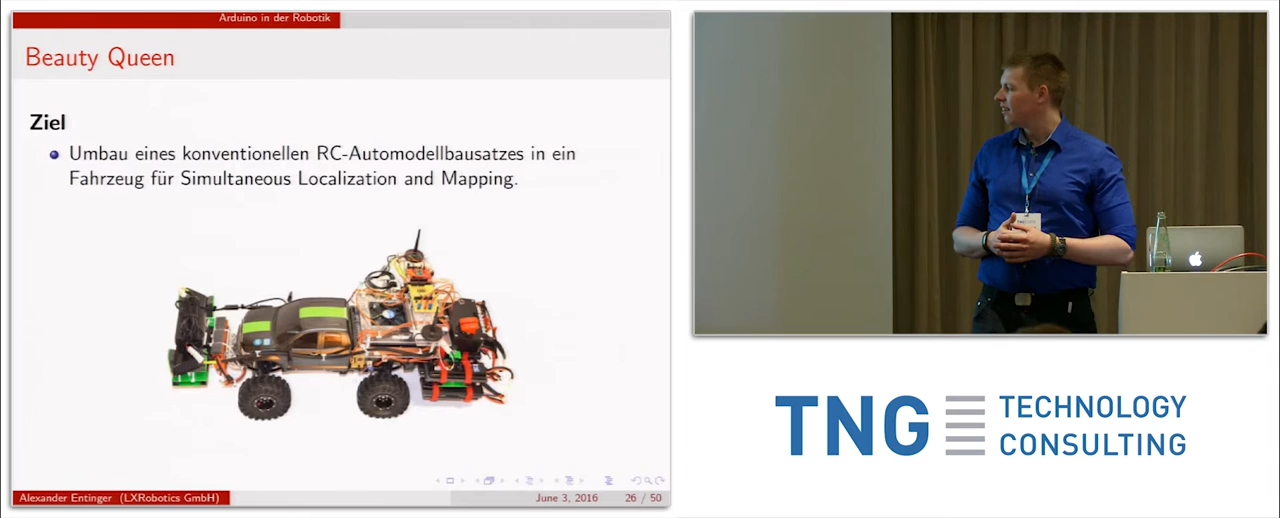 Arduino in der Robotik
Beauty Queen
Ziel
Umbau eines konventionellen RC-Automodellbausatzes in ein
Fahrzeug für Simultaneous Localization and Mapping.
Alexander Entinger (LXRobotics GmbH)
June 3, 2016
26 / 50
TNG
TECHNOLOGY
CONSULTING